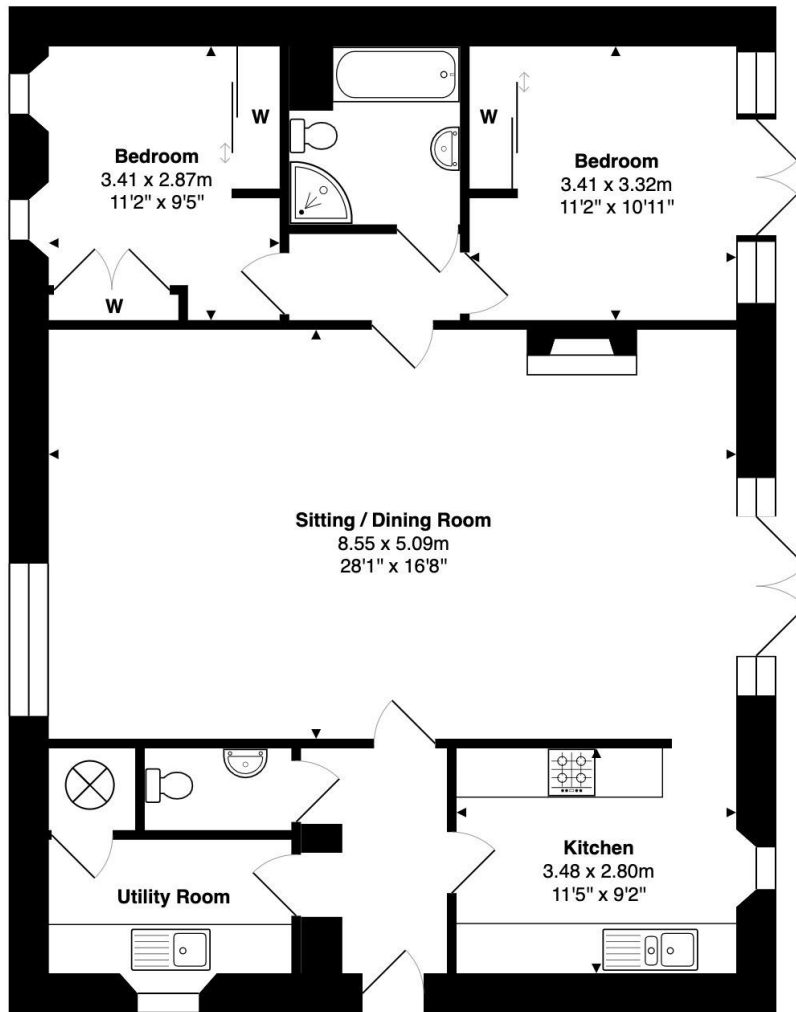 W
Bedroom
3.41 x 2.87m
11'2" x 9'5"
W
W
Bedroom
3.41 x 3.32m
11'2" x 10'11"
Sitting / Dining Room
8.55 x 5.09m
28'1" x 16'8"
Utility Room
Kitchen
3.48 x 2.80m
11'5" x 9'2"